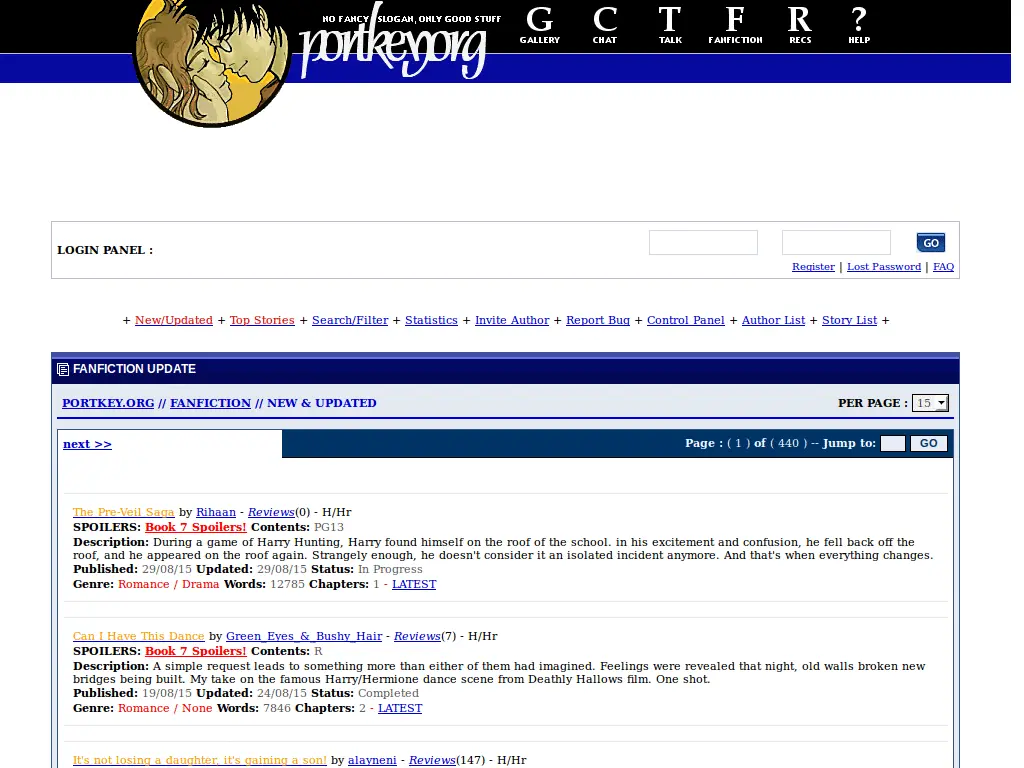 NO FANCY SLOGAN, ONLY GOOD STUFF
portkey.org
G C T F R ?
GALLERY CHAT TALK FANFICTION RECS HELP
LOGIN PANEL : GO
Register | Lost Password | FAQ
+ New/Updated + Top Stories + Search/Filter + Statistics + Invite Author + Report Bug + Control Panel + Author List + Story List +
FANFICTION UPDATE
PORTKEY.ORG // FANFICTION // NEW & UPDATED PER PAGE : 15
next >> Page : ( 1 ) of ( 440 ) -- Jump to: GO
The Pre-Veil Saga by Rihaan - Reviews(0) - H/Hr
SPOILERS: Book 7 Spoilers! Contents: PG13
Description: During a game of Harry Hunting, Harry found himself on the roof of the school. in his excitement and confusion, he fell back off the
roof, and he appeared on the roof again. Strangely enough, he doesn't consider it an isolated incident anymore. And that's when everything changes.
Published: 29/08/15 Updated: 29/08/15 Status: In Progress
Genre: Romance / Drama Words: 12785 Chapters: 1 - LATEST
Can I Have This Dance by Green_Eyes_&_Bushy_Hair - Reviews(7) - H/Hr
SPOILERS: Book 7 Spoilers! Contents: R
Description: A simple request leads to something more than either of them had imagined. Feelings were revealed that night, old walls broken new
bridges being built. My take on the famous Harry/Hermione dance scene from Deathly Hallows film. One shot.
Published: 19/08/15 Updated: 24/08/15 Status: Completed
Genre: Romance / None Words: 7846 Chapters: 2 - LATEST
It's not losing a daughter, it's gaining a son! by alayneni - Reviews(147) - H/Hr